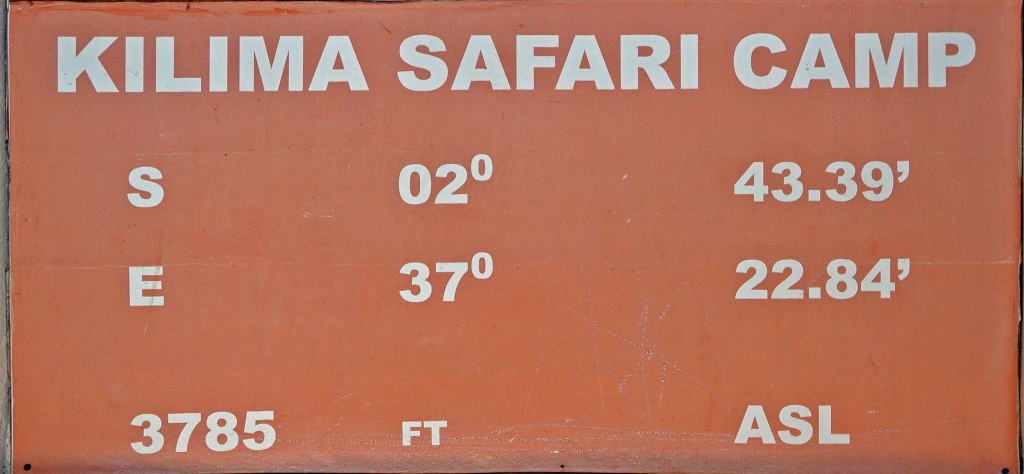 KILIMA SAFARI CAMP
S 02⁰ 43.39’
E 37⁰ 22.84’
3785 FT ASL